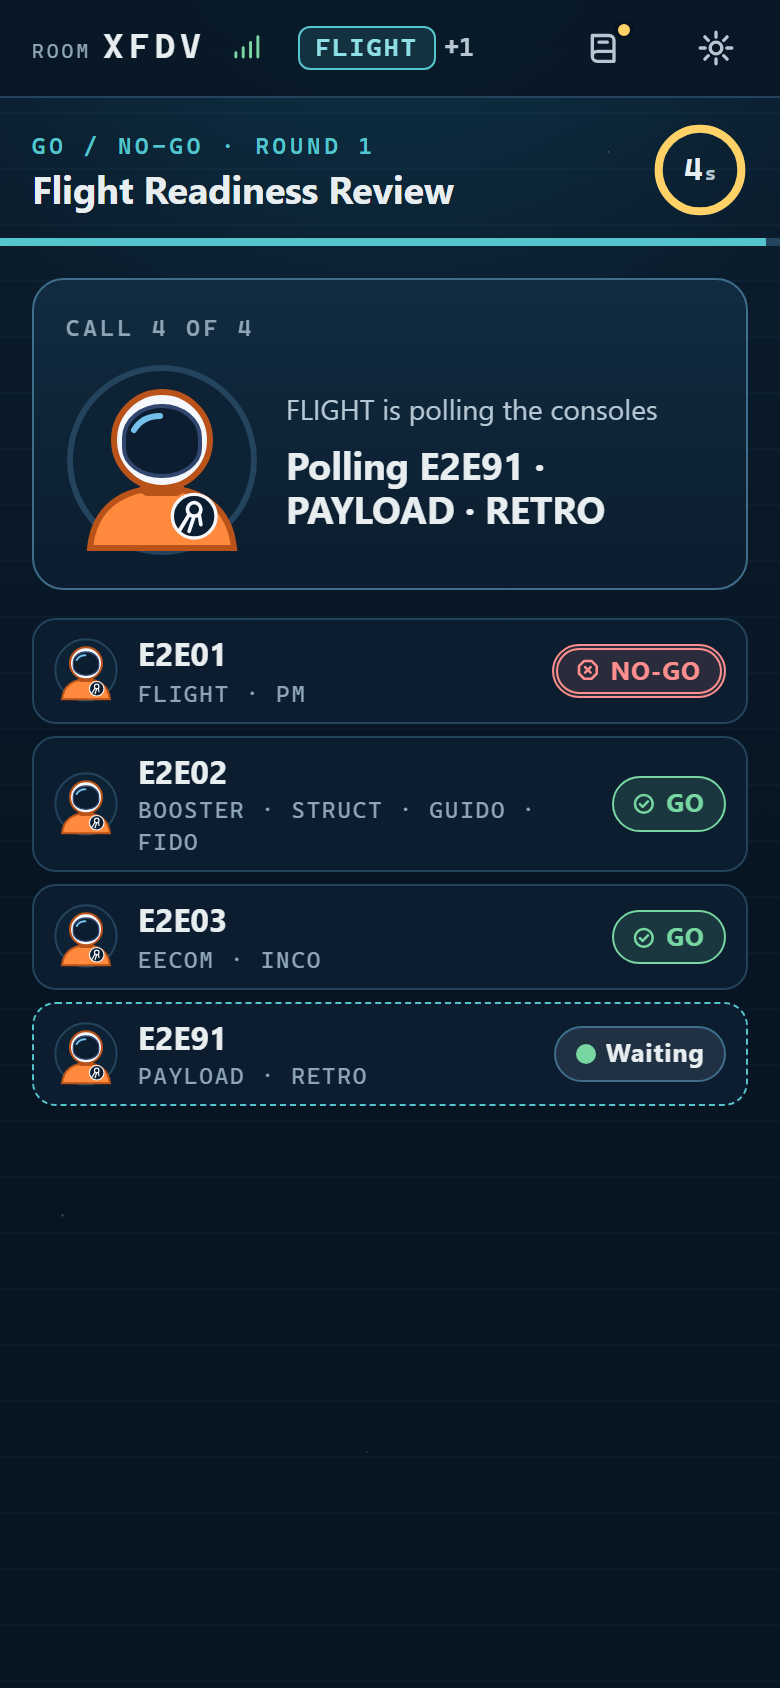 ROOM XFDV FLIGHT +1
GO / NO-GO · ROUND 1
Flight Readiness Review
4s
CALL 4 OF 4
FLIGHT is polling the consoles
Polling E2E91 ·
PAYLOAD · RETRO
E2E01
FLIGHT · PM
NO-GO
E2E02
BOOSTER · STRUCT · GUIDO ·
FIDO
GO
E2E03
EECOM · INCO
GO
E2E91
PAYLOAD · RETRO
Waiting